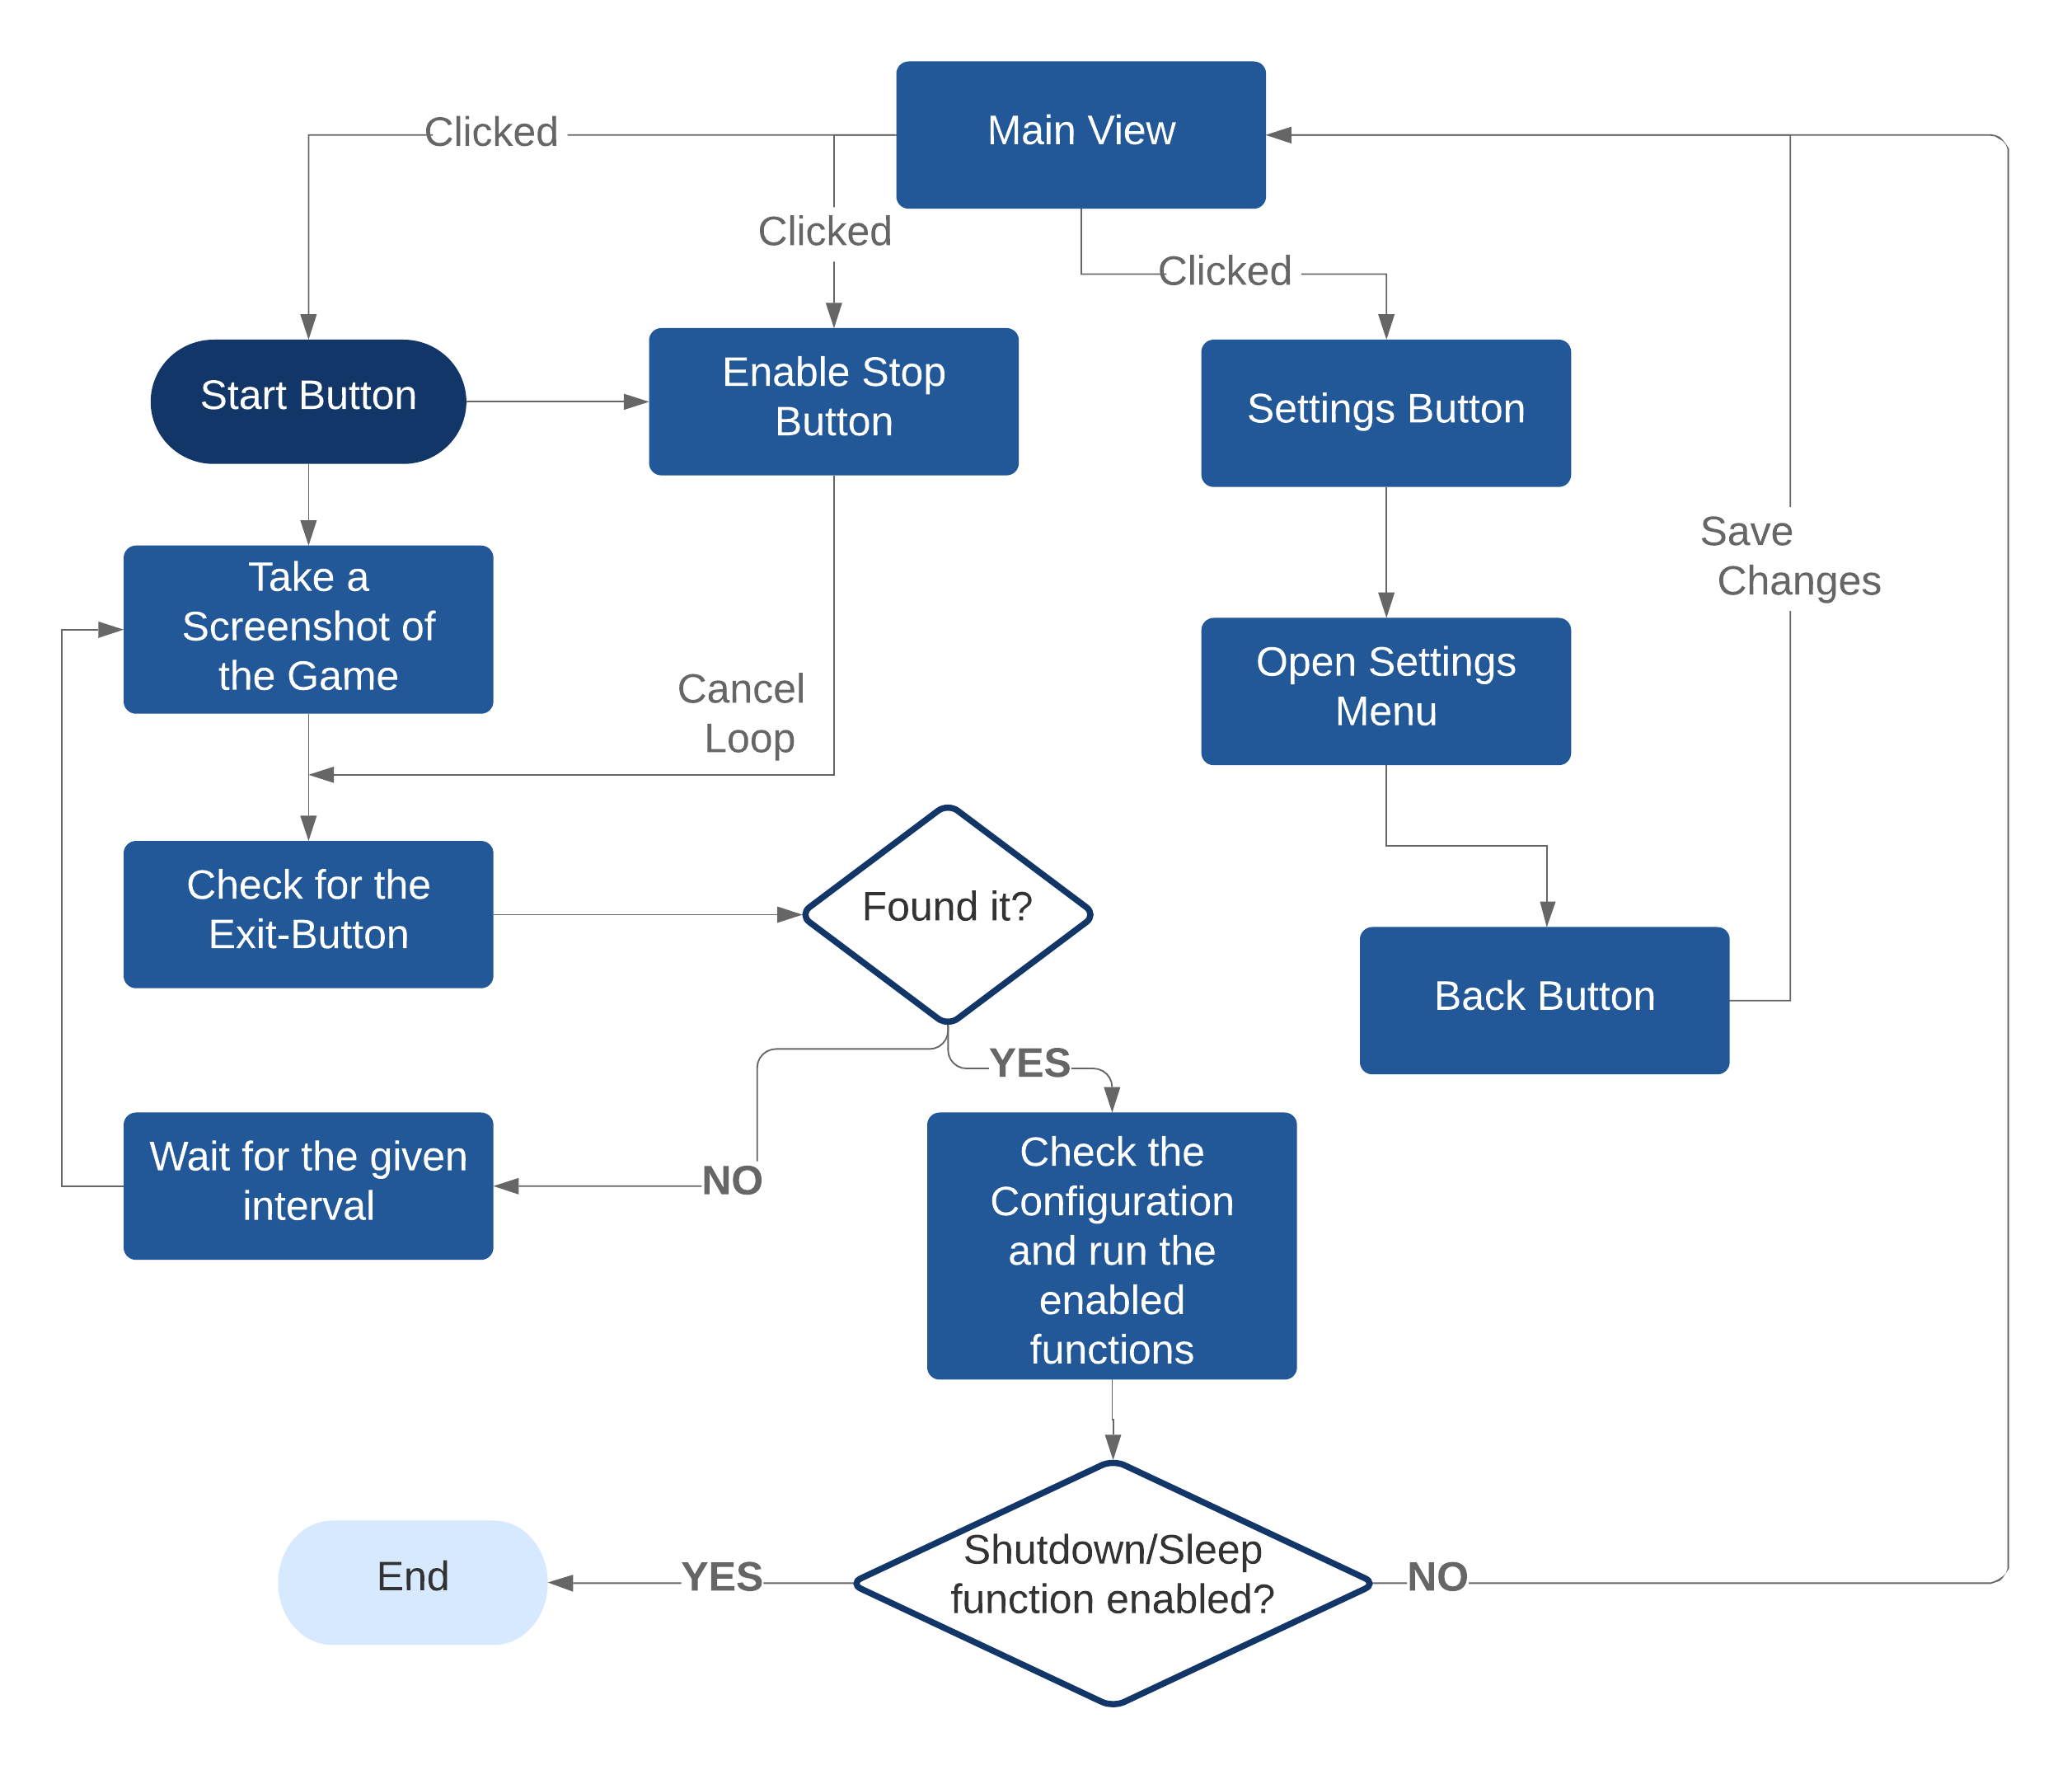 Main View
Clicked
Clicked
Clicked
Start Button
Enable Stop
Button
Settings Button
Take a
Screenshot of
the Game
Save
Changes
Cancel
Loop
Open Settings
Menu
Check for the
Exit-Button
Found it?
Back Button
YES
NO
Wait for the given
interval
Check the
Configuration
and run the
enabled
functions
Shutdown/Sleep
function enabled?
YES
NO
End